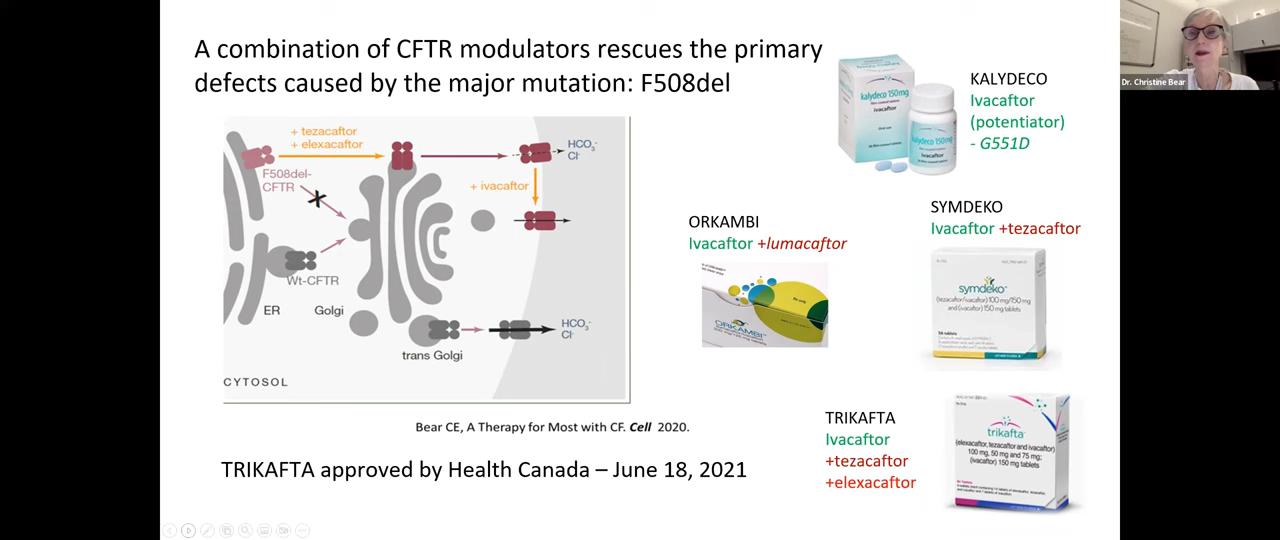 A combination of CFTR modulators rescues the primary
defects caused by the major mutation: F508del
+ tezacaftor
+ elexacaftor
HCO₃⁻
Cl⁻
F508del-
CFTR
+ ivacaftor
Wt-CFTR
ER
Golgi
HCO₃⁻
Cl⁻
trans Golgi
CYTOSOL
Bear CE, A Therapy for Most with CF. Cell 2020.
TRIKAFTA approved by Health Canada – June 18, 2021
kalydeco 150mg
ivacaftor
kalydeco 150mg
ivacaftor
KALYDECO
Ivacaftor
(potentiator)
- G551D
ORKAMBI
Ivacaftor +lumacaftor
ORKAMBI
SYMDEKO
Ivacaftor +tezacaftor
symdeko
(tezacaftor/ivacaftor) 100 mg/150 mg
and (ivacaftor) 150 mg tablets
TRIKAFTA
Ivacaftor
+tezacaftor
+elexacaftor
trikafta
(elexacaftor, tezacaftor and ivacaftor)
100 mg, 50 mg and 75 mg;
(ivacaftor) 150 mg tablets
Dr. Christine Bear